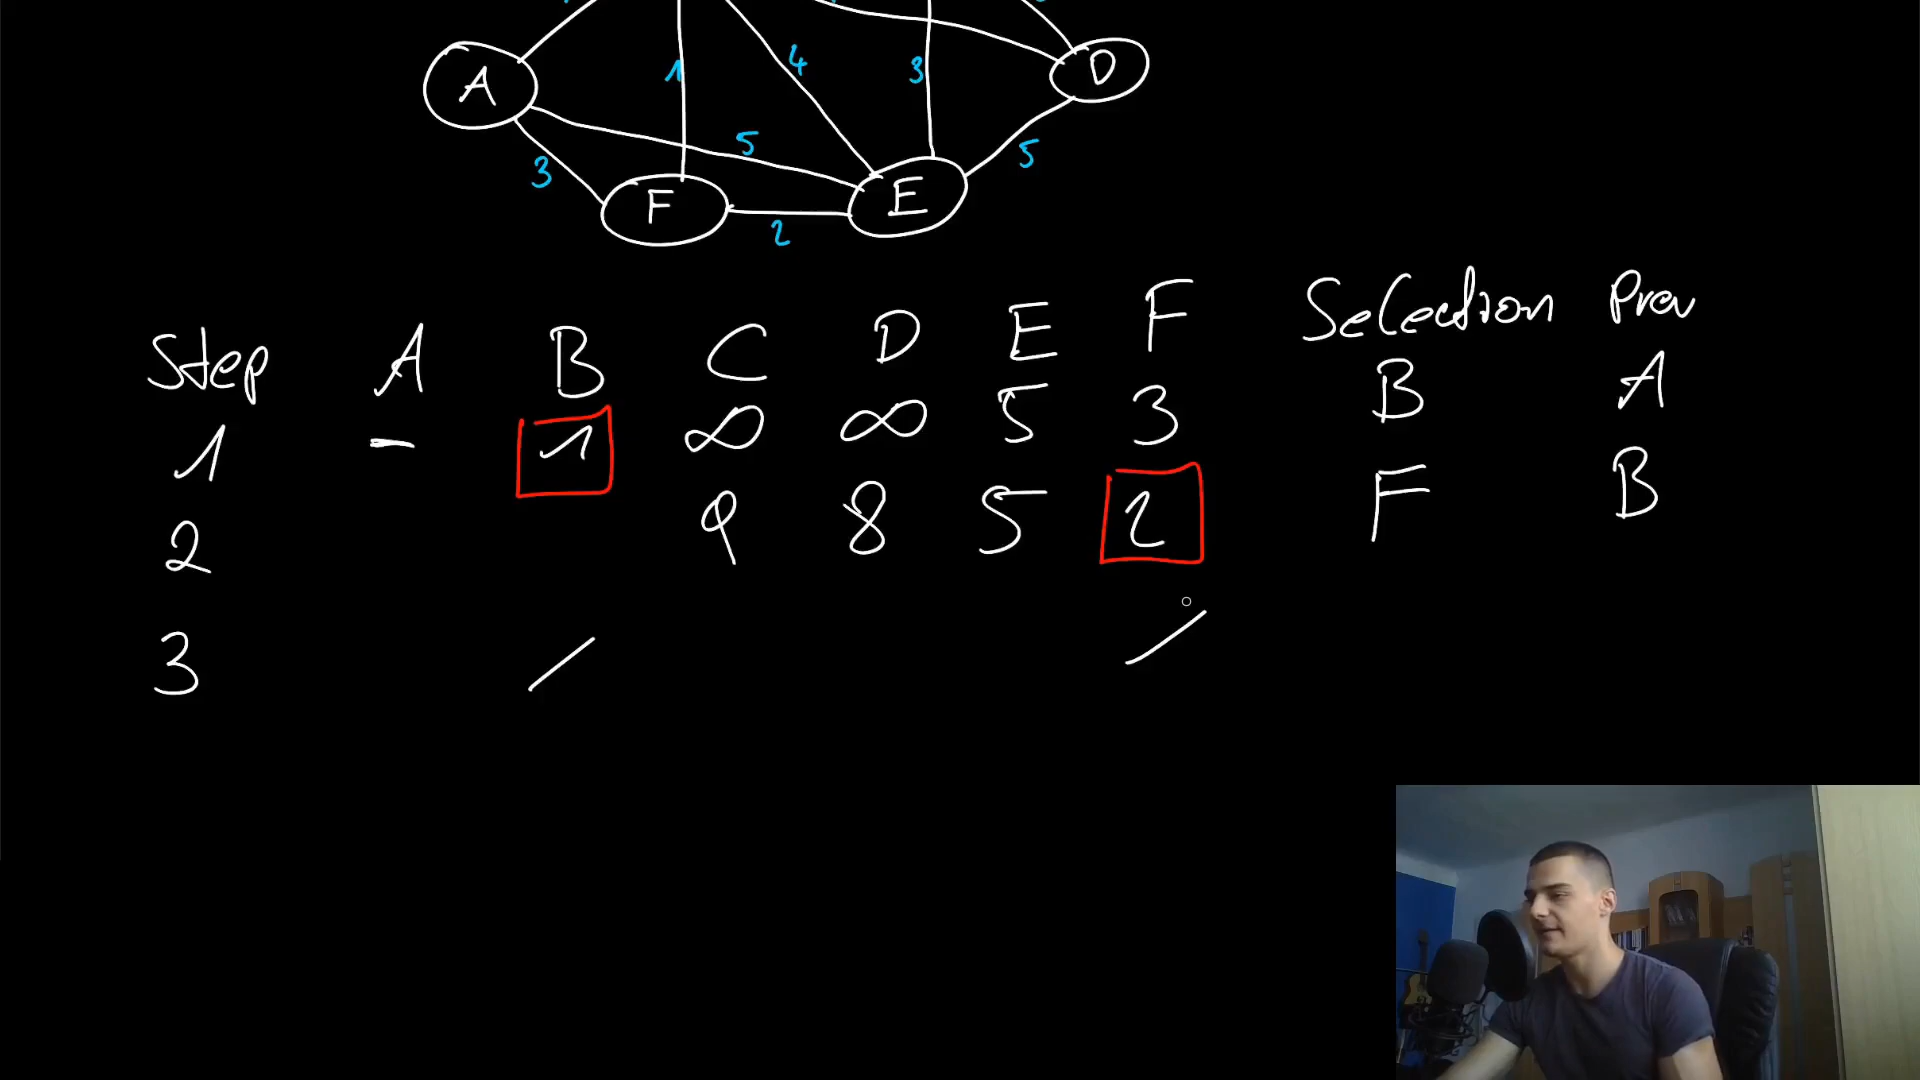 4
3
1
D
A
5
5
3
F
E
2
Step A B C D E F Selection Prev
1 - 1 ∞ ∞ 5 3 B A
2 9 8 5 2 F B
3 / /